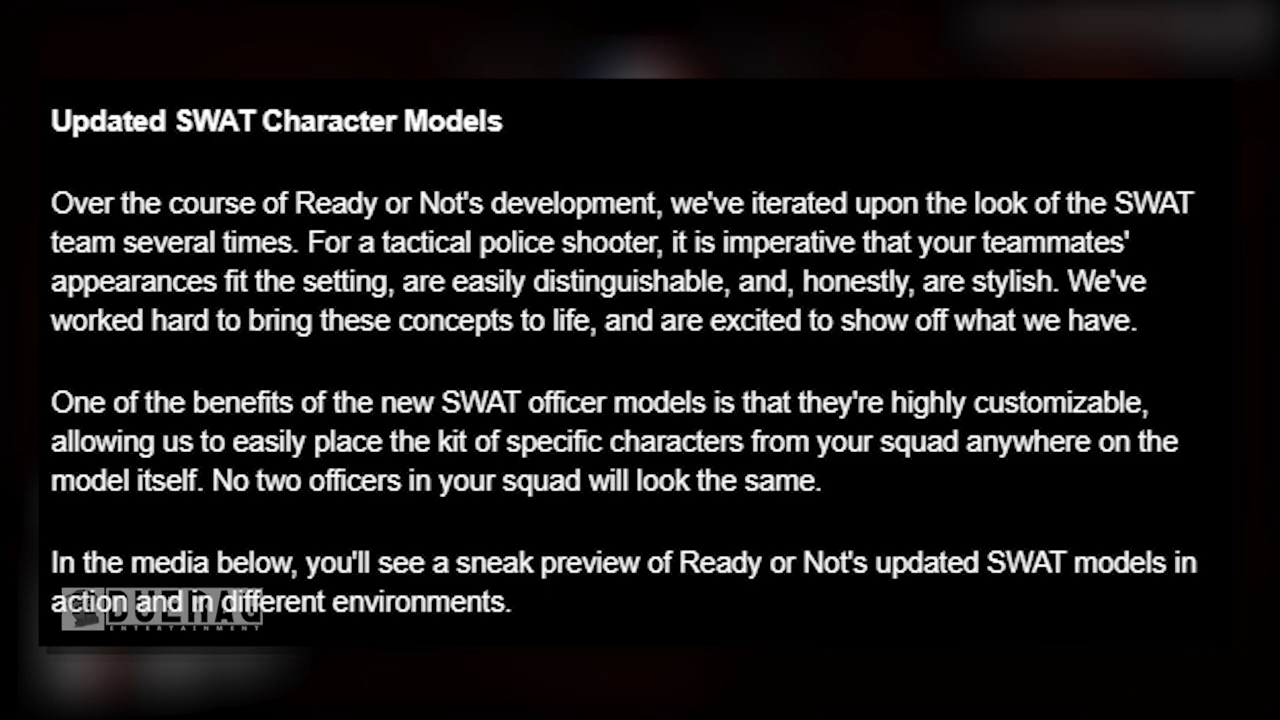 Updated SWAT Character Models
Over the course of Ready or Not's development, we've iterated upon the look of the SWAT
team several times. For a tactical police shooter, it is imperative that your teammates'
appearances fit the setting, are easily distinguishable, and, honestly, are stylish. We've
worked hard to bring these concepts to life, and are excited to show off what we have.
One of the benefits of the new SWAT officer models is that they're highly customizable,
allowing us to easily place the kit of specific characters from your squad anywhere on the
model itself. No two officers in your squad will look the same.
In the media below, you'll see a sneak preview of Ready or Not's updated SWAT models in
action and in different environments.
ENTERTAINMENT